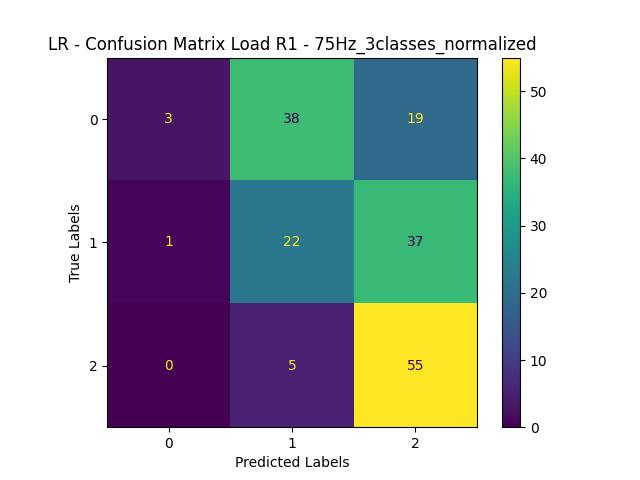 LR - Confusion Matrix Load R1 - 75Hz_3classes_normalized
50
0 3 38 19
40
30
1 1 22 37
20
10
2 0 5 55
0
0 1 2
True Labels
Predicted Labels